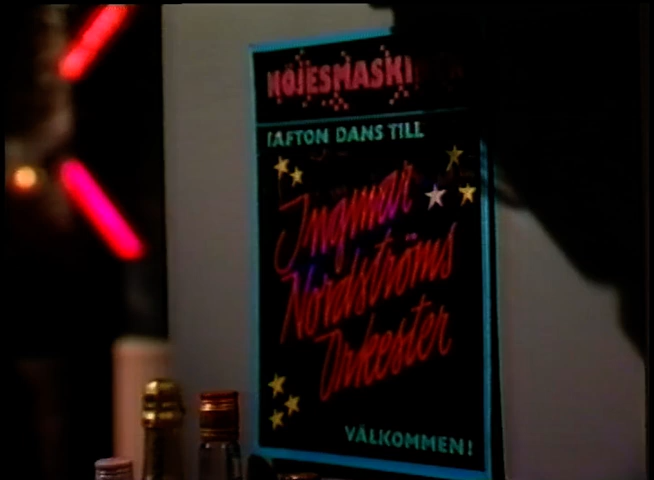 NÖJESMASKI
IAFTON DANS TILL
Ingmar
Nordströms
Orkester
VÄLKOMMEN!